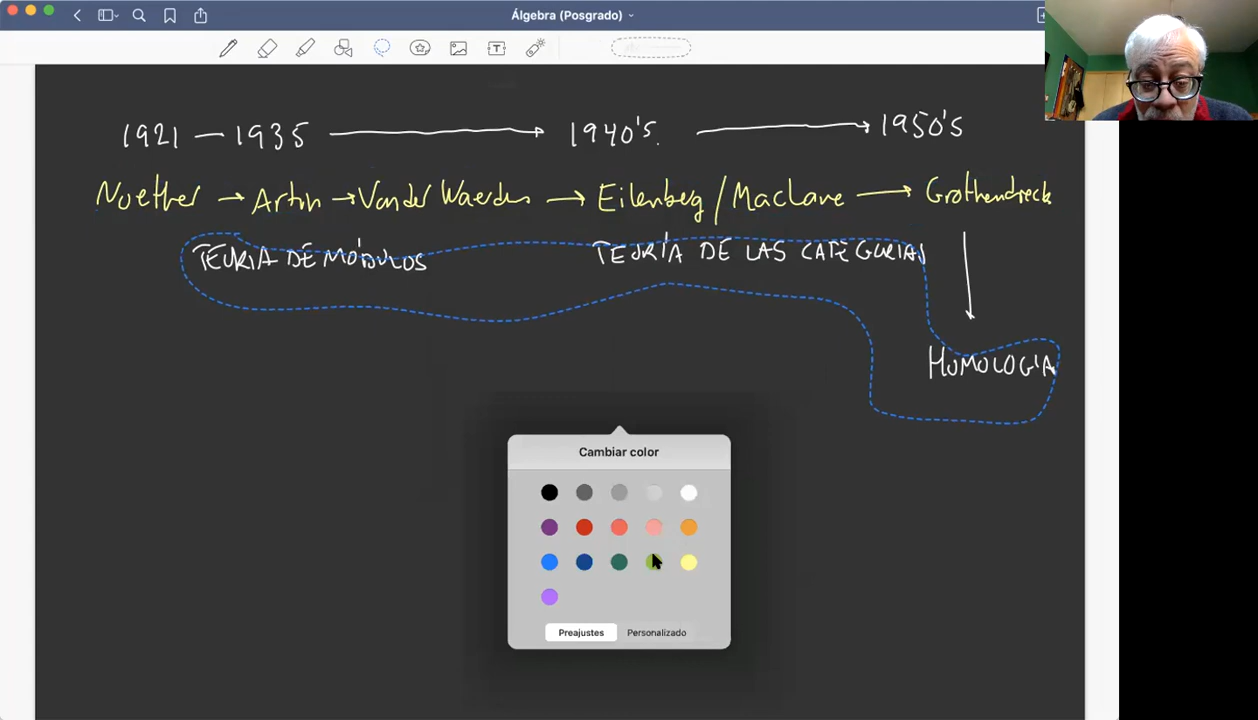 Álgebra (Posgrado)
1921 — 1935 → 1940's. → 1950's
Noether → Artin → Van der Waerden → Eilenberg / MacLane → Grothendieck
TEORÍA DE MÓDULOS TEORÍA DE LAS CATEGORIAS
HOMOLOGIA
Cambiar color
Preajustes Personalizado